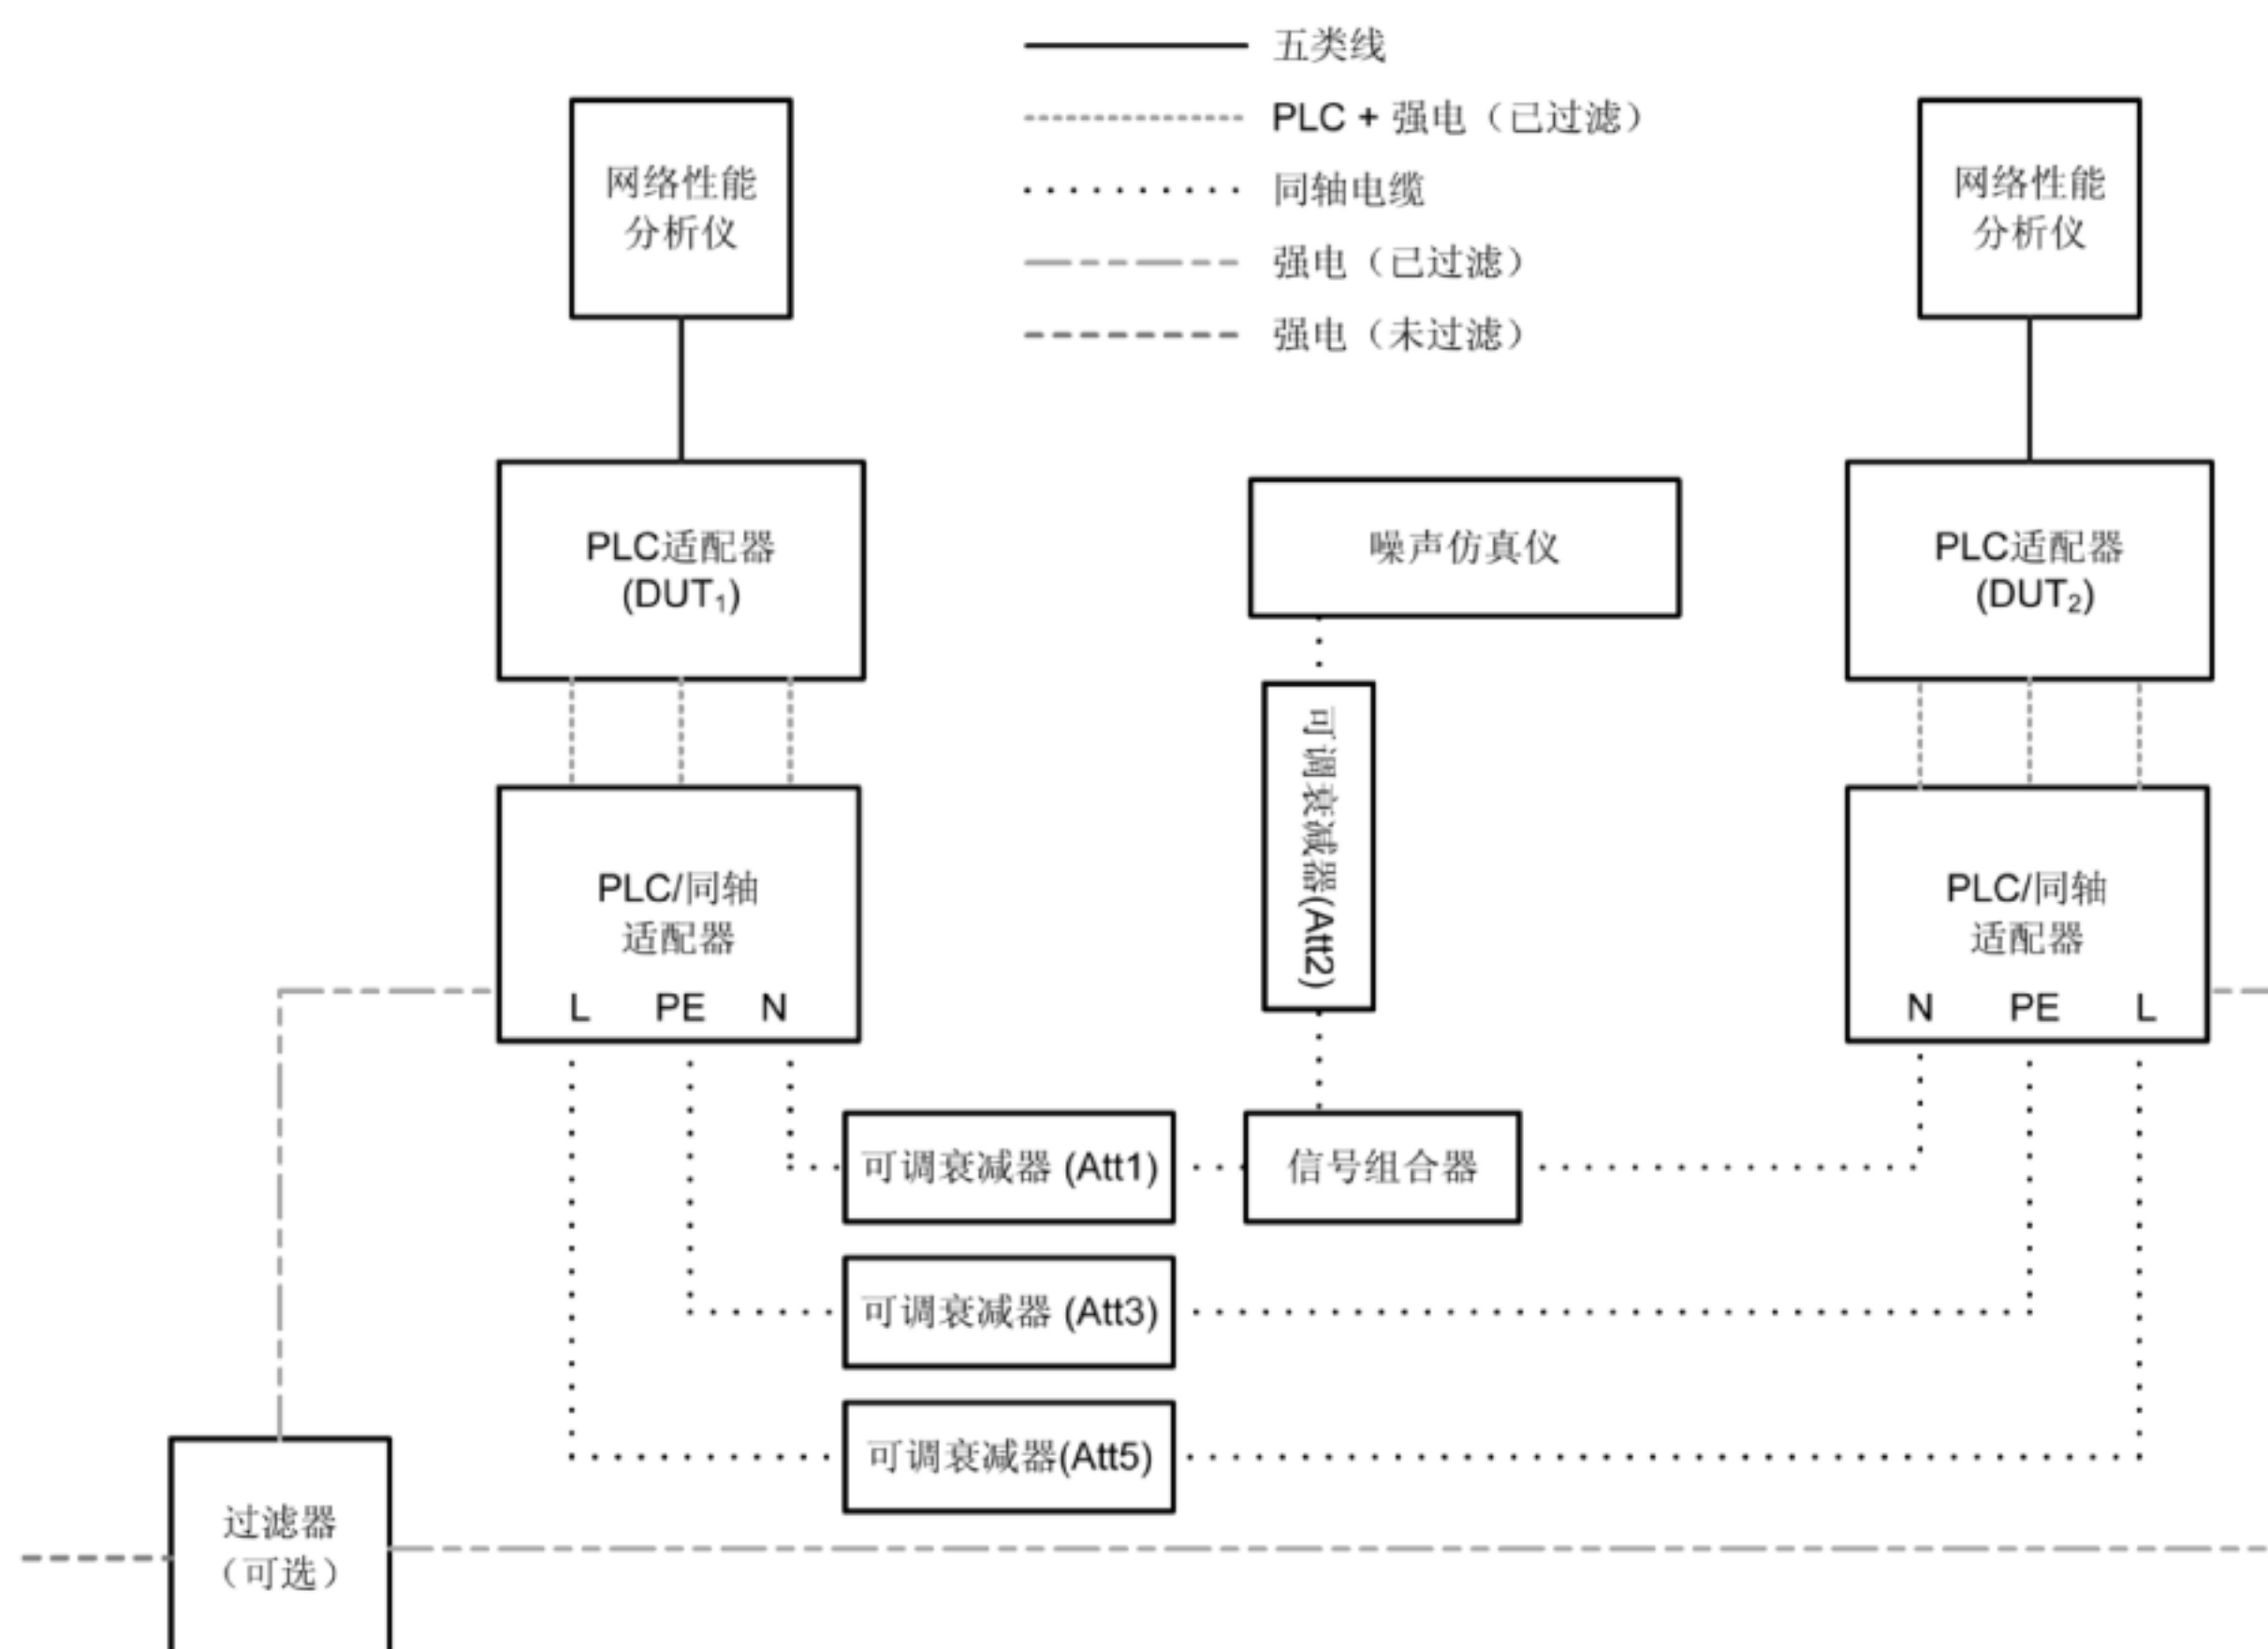 五类线
PLC + 强电（已过滤）
同轴电缆
强电（已过滤）
强电（未过滤）
网络性能
分析仪
网络性能
分析仪
PLC适配器
(DUT₁)
噪声仿真仪
PLC适配器
(DUT₂)
可调衰减器(Att2)
PLC/同轴
适配器
L PE N
PLC/同轴
适配器
N PE L
可调衰减器 (Att1)
信号组合器
可调衰减器 (Att3)
可调衰减器(Att5)
过滤器
（可选）